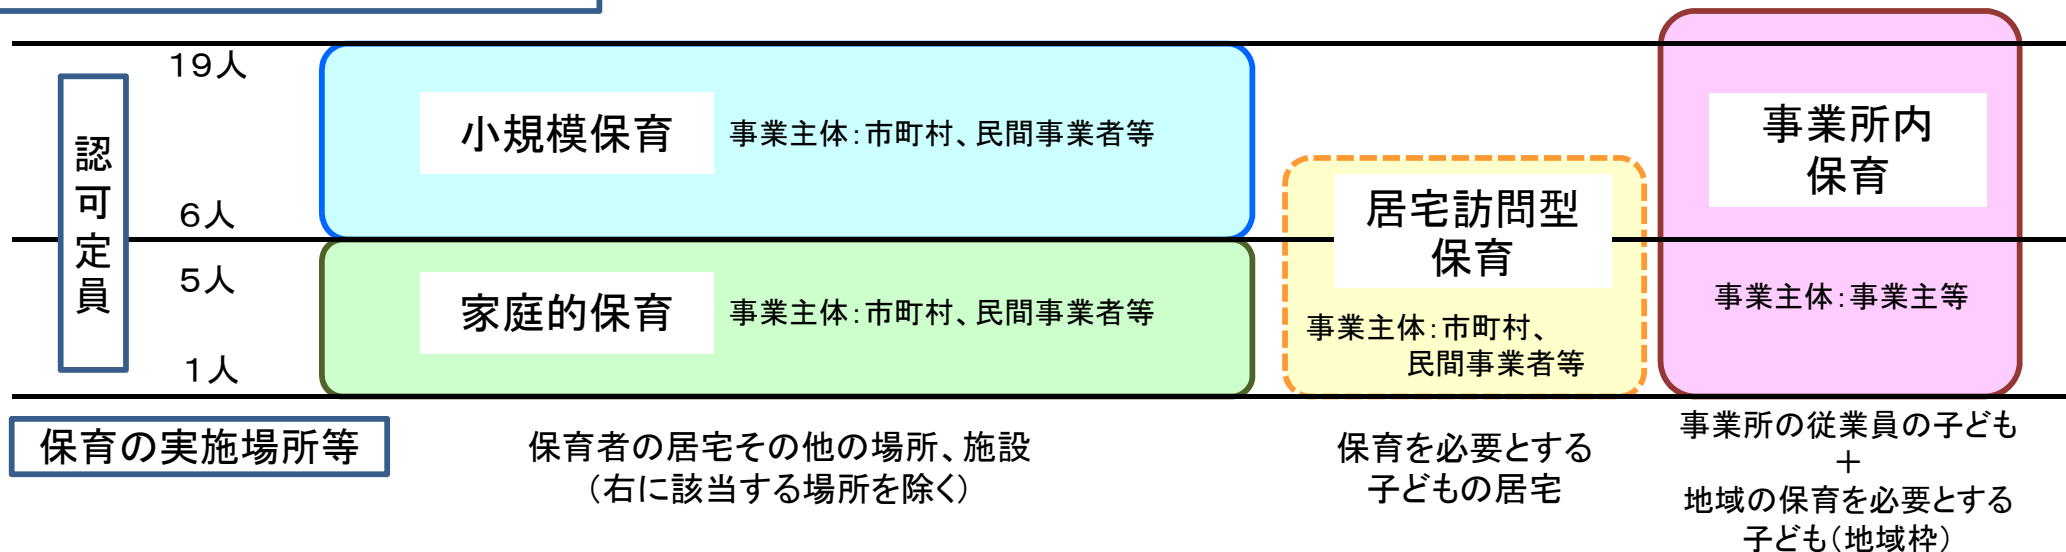 認可定員
19人
6人
5人
1人
小規模保育
事業主体:市町村、民間事業者等
家庭的保育
事業主体:市町村、民間事業者等
居宅訪問型
保育
事業主体:市町村、
民間事業者等
事業所内
保育
事業主体:事業主等
保育の実施場所等
保育者の居宅その他の場所、施設
(右に該当する場所を除く)
保育を必要とする
子どもの居宅
事業所の従業員の子ども
+
地域の保育を必要とする
子ども(地域枠)